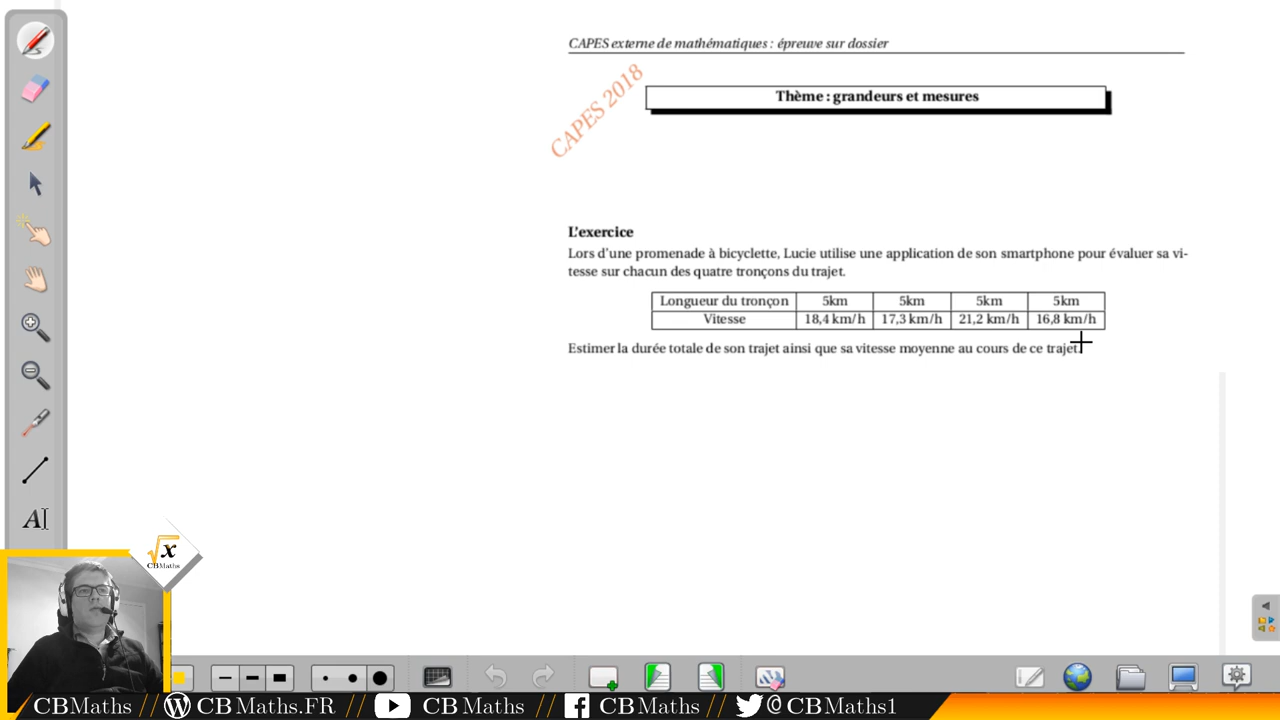 CAPES externe de mathématiques : épreuve sur dossier
CAPES 2018
Thème : grandeurs et mesures
L'exercice
Lors d'une promenade à bicyclette, Lucie utilise une application de son smartphone pour évaluer sa vi-
tesse sur chacun des quatre tronçons du trajet.
Longueur du tronçon 5km 5km 5km 5km
Vitesse 18,4 km/h 17,3 km/h 21,2 km/h 16,8 km/h
Estimer la durée totale de son trajet ainsi que sa vitesse moyenne au cours de ce trajet.
AI
√x
CBMaths
CBMaths // CBMaths.FR // CBMaths // CBMaths // @CBMaths1